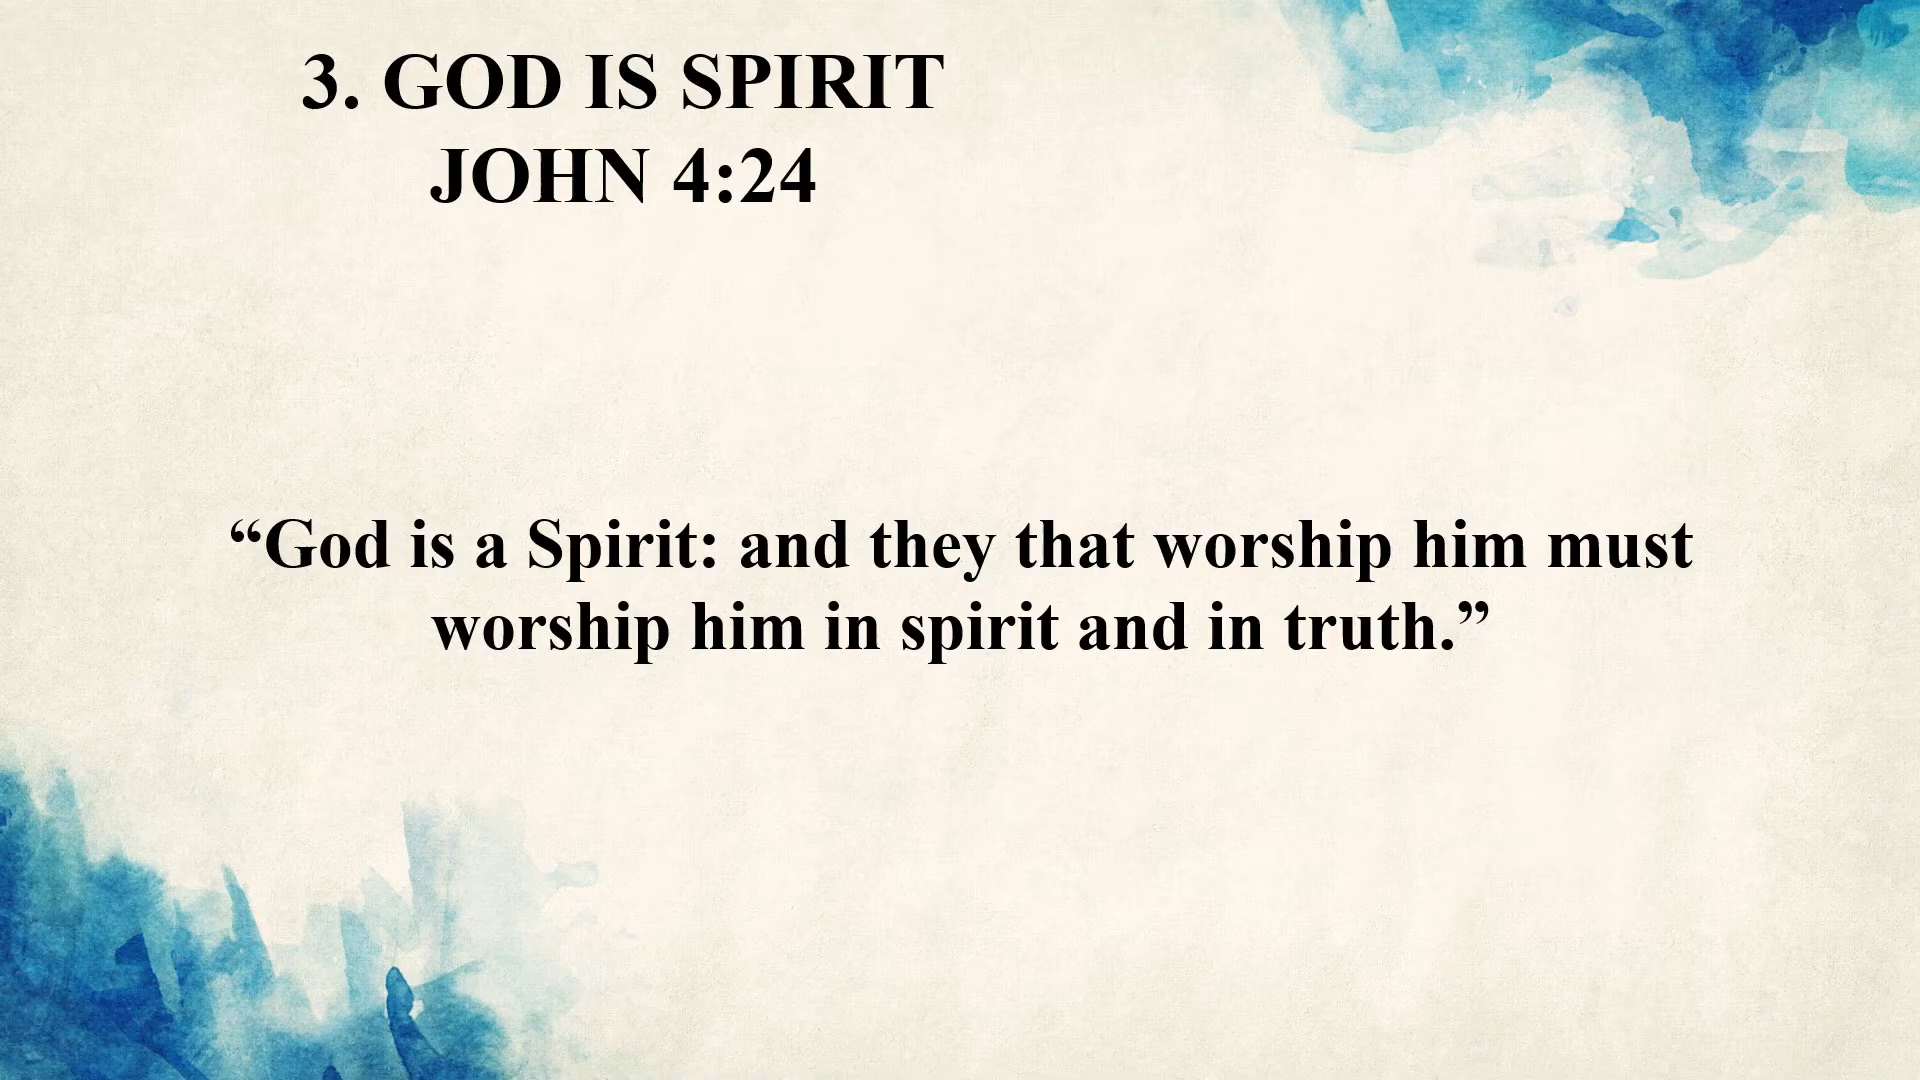 3. GOD IS SPIRIT
JOHN 4:24
“God is a Spirit: and they that worship him must
worship him in spirit and in truth.”